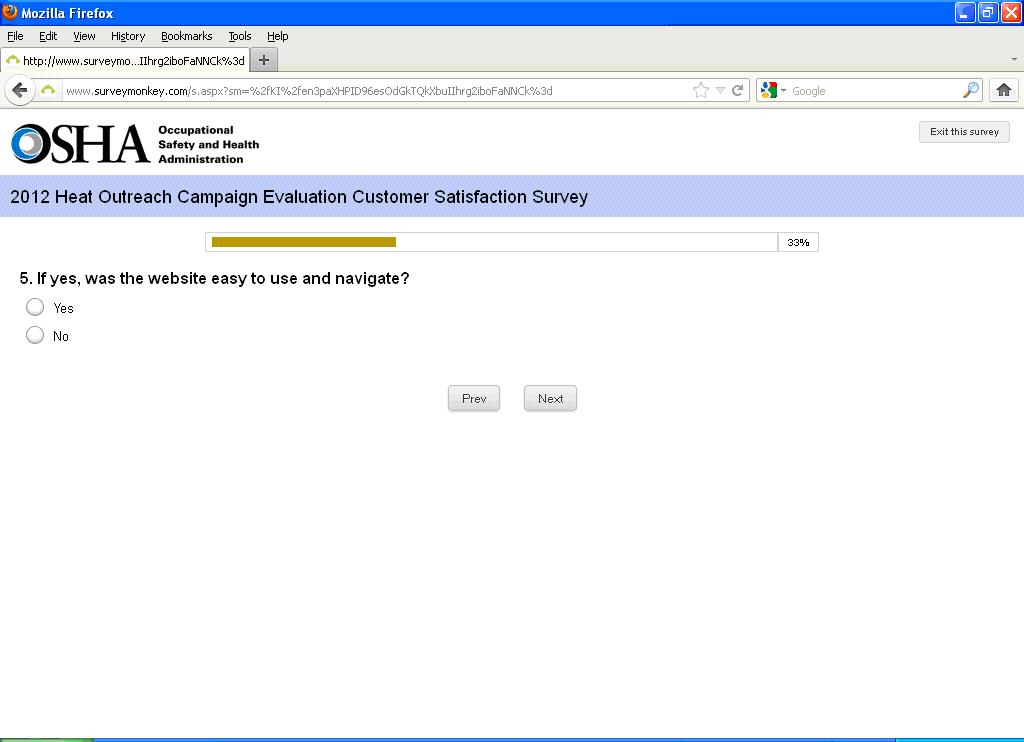 Mozilla Firefox
File Edit View History Bookmarks Tools Help
http://www.surveymo...IIhrg2iboFaNNCk%3d
www.surveymonkey.com/s.aspx?sm=%2fKI%2fen3paXHPID96esOdGkTQkXbuIIhrg2iboFaNNCk%3d
Google
OSHA
Occupational
Safety and Health
Administration
Exit this survey
2012 Heat Outreach Campaign Evaluation Customer Satisfaction Survey
33%
5. If yes, was the website easy to use and navigate?
Yes
No
Prev Next